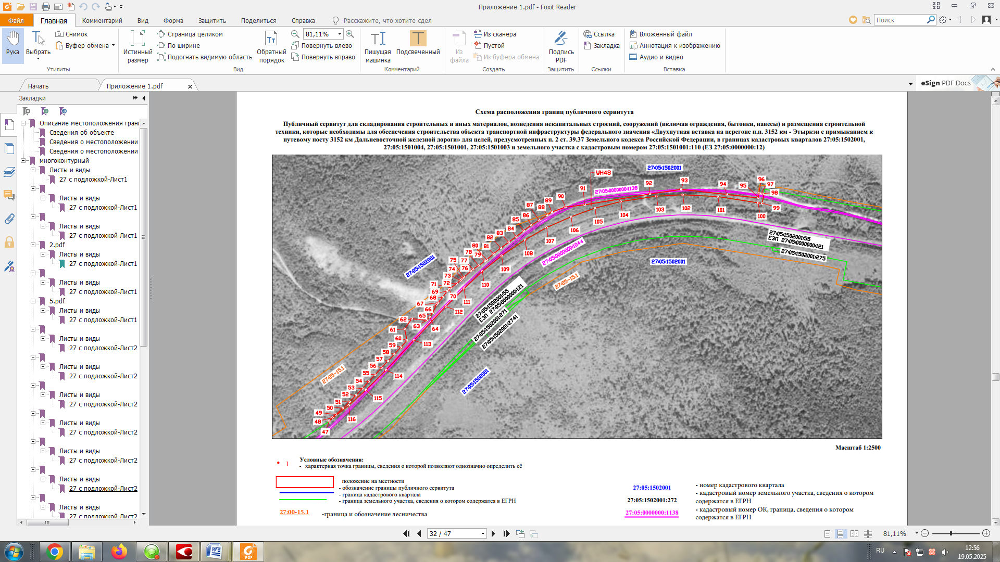 Приложение 1.pdf - Foxit Reader
Файл
Главная
Комментарий
Вид
Форма
Защитить
Поделиться
Справка
Расскажите, что хотите сделать
Поиск
Рука
Выбрать
Снимок
Буфер обмена
Утилиты
Истинный размер
Страница целиком
По ширине
Подогнать видимую область
Обратный порядок
81,11%
Повернуть влево
Повернуть вправо
Вид
Пишущая машинка
Подсвеченный
Комментарий
Из файла
Из сканера
Пустой
Из буфера обмена
Создать
Подпись PDF
Защитить
Ссылка
Закладка
Ссылки
Вложенный файл
Аннотация к изображению
Аудио и видео
Вставка
Начать
Приложение 1.pdf
eSign PDF Docs
Закладки
Описание местоположения грани
Сведения об объекте
Сведения о местоположении
Сведения о местоположении
многоконтурный
Листы и виды
27 с подложкой-Лист1
Листы и виды
27 с подложкой-Лист1
Листы и виды
27 с подложкой-Лист1
2.pdf
Листы и виды
27 с подложкой-Лист1
Листы и виды
27 с подложкой-Лист1
5.pdf
Листы и виды
27 с подложкой-Лист1
Листы и виды
27 с подложкой-Лист2
Листы и виды
27 с подложкой-Лист2
Листы и виды
27 с подложкой-Лист2
Листы и виды
27 с подложкой-Лист2
Листы и виды
27 с подложкой-Лист2
Листы и виды
27 с подложкой-Лист2
Листы и виды
27 с подложкой-Лист2
Схема расположения границ публичного сервитута
Публичный сервитут для складирования строительных и иных материалов, возведения некапитальных строений, сооружений (включая ограждения, бытовки, навесы) и размещения строительной
техники, которые необходимы для обеспечения строительства объекта транспортной инфраструктуры федерального значения «Двухпутная вставка на перегоне п.п. 3152 км - Этыркэн с примыканием к
путевому посту 3152 км Дальневосточной железной дороги» для целей, предусмотренных п. 2 ст. 39.37 Земельного кодекса Российской Федерации, в границах кадастровых кварталов 27:05:1502001,
27:05:1501004, 27:05:1501001, 27:05:1501003 и земельного участка с кадастровым номером 27:05:1501001:110 (ЕЗ 27:05:0000000:12)
27:05:1502001
УН48
91
27:05:0000000:1138
92
93
94
95
96
97
98
99
100
101
102
103
104
105
106
107
108
109
110
111
112
113
114
115
116
90
89
88
87
86
85
84
83
82
81
80
79
78
77
76
75
74
73
72
71
70
69
68
67
66
65
64
63
62
61
60
59
58
57
56
55
54
53
52
51
50
49
48
47
27:05:1502001
27:05:0000000:1044
27:05:1502001:55
ЕЗП 27:05:0000000:121
27:05:1502001:275
27:05:1502001
27:05-15.1
27:05:1502001:55
ЕЗП 27:05:0000000:121
27:05:1502001:271
27:05:1502001:2741
27:05-15.1
27:05:1502001
Масштаб 1:2500
Условные обозначения:
1 - характерная точка границы, сведения о которой позволяют однозначно определить её
положение на местности
- обозначение границы публичного сервитута
- граница кадастрового квартала
- граница земельного участка, сведения о котором содержатся в ЕГРН
27:00-15.1 -граница и обозначение лесничества
27:05:1502001 - номер кадастрового квартала
27:05:1502001:272 - кадастровый номер земельного участка, сведения о котором
содержатся в ЕГРН
27:05:0000000:1138 - кадастровый номер ОК, граница, сведения о котором
содержатся в ЕГРН
32 / 47
81,11%
RU
12:56
19.05.2025